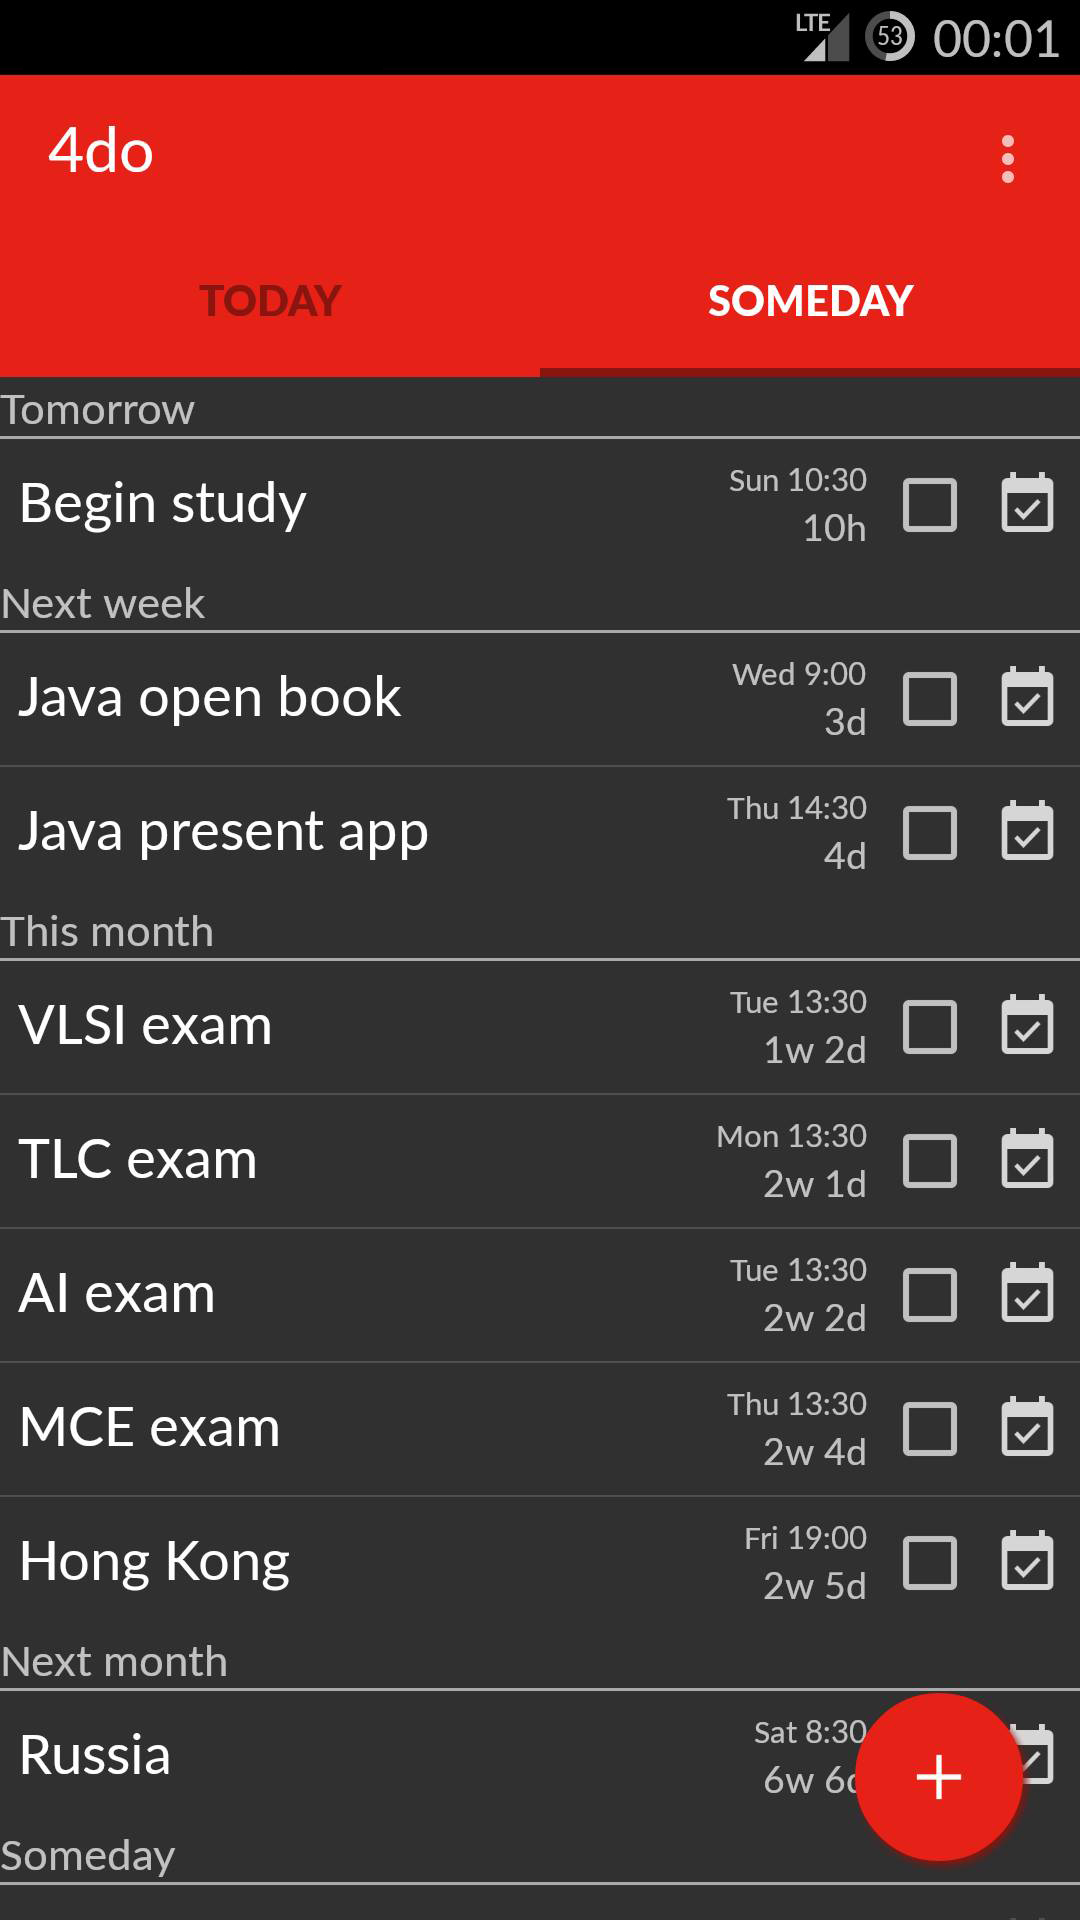 LTE 53 00:01
4do
TODAY SOMEDAY
Tomorrow
Begin study Sun 10:30
10h
Next week
Java open book Wed 9:00
3d
Java present app Thu 14:30
4d
This month
VLSI exam Tue 13:30
1w 2d
TLC exam Mon 13:30
2w 1d
AI exam Tue 13:30
2w 2d
MCE exam Thu 13:30
2w 4d
Hong Kong Fri 19:00
2w 5d
Next month
Russia Sat 8:30
6w 6d
Someday